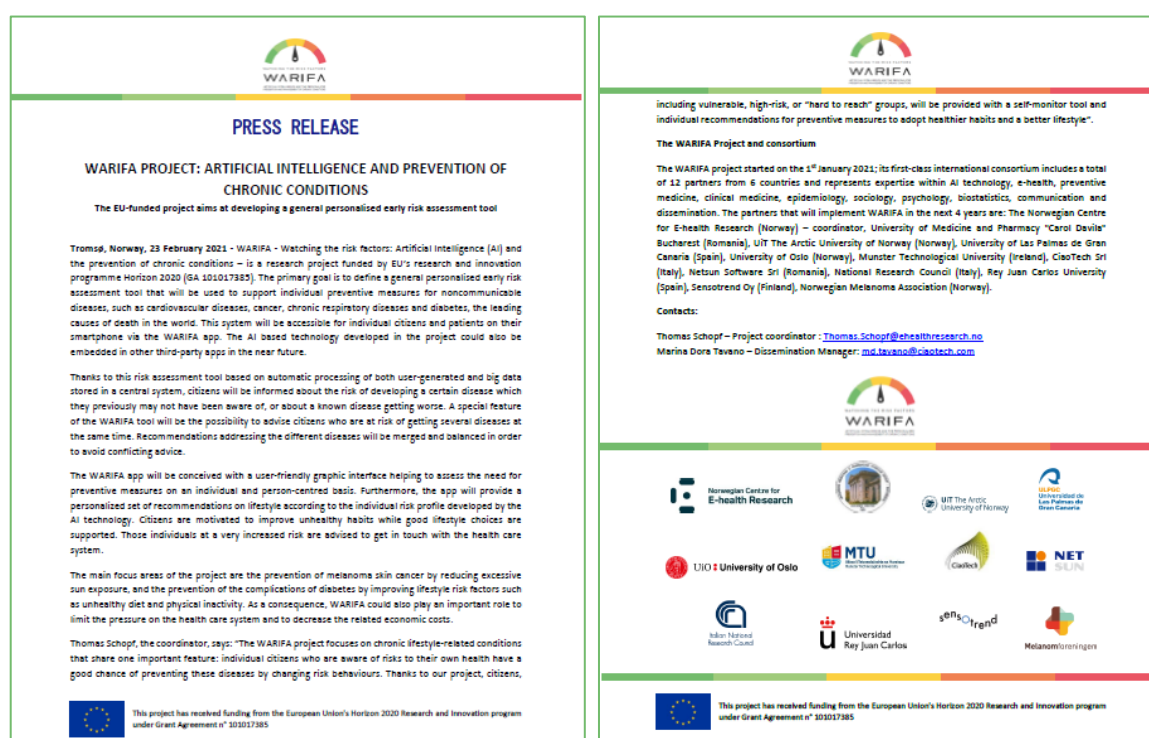 WARIFA
PRESS RELEASE
WARIFA PROJECT: ARTIFICIAL INTELLIGENCE AND PREVENTION OF
CHRONIC CONDITIONS
The EU-funded project aims at developing a general personalised early risk assessment tool
Tromsø, Norway, 23 February 2021 - WARIFA - Watching the risk factors: Artificial Intelligence (AI) and
the prevention of chronic conditions – is a research project funded by EU's research and innovation
programme Horizon 2020 (GA 101017385). The primary goal is to define a general personalised early risk
assessment tool that will be used to support individual preventive measures for noncommunicable
diseases, such as cardiovascular diseases, cancer, chronic respiratory diseases and diabetes, the leading
causes of death in the world. This system will be accessible for individual citizens and patients on their
smartphone via the WARIFA app. The AI based technology developed in the project could also be
embedded in other third-party apps in the near future.
Thanks to this risk assessment tool based on automatic processing of both user-generated and big data
stored in a central system, citizens will be informed about the risk of developing a certain disease which
they previously may not have been aware of, or about a known disease getting worse. A special feature
of the WARIFA tool will be the possibility to advise citizens who are at risk of getting several diseases at
the same time. Recommendations addressing the different diseases will be merged and balanced in order
to avoid conflicting advice.
The WARIFA app will be conceived with a user-friendly graphic interface helping to assess the need for
preventive measures on an individual and person-centred basis. Furthermore, the app will provide a
personalized set of recommendations on lifestyle according to the individual risk profile developed by the
AI technology. Citizens are motivated to improve unhealthy habits while good lifestyle choices are
supported. Those individuals at a very increased risk are advised to get in touch with the health care
system.
The main focus areas of the project are the prevention of melanoma skin cancer by reducing excessive
sun exposure, and the prevention of the complications of diabetes by improving lifestyle risk factors such
as unhealthy diet and physical inactivity. As a consequence, WARIFA could also play an important role to
limit the pressure on the health care system and to decrease the related economic costs.
Thomas Schopf, the coordinator, says: "The WARIFA project focuses on chronic lifestyle-related conditions
that share one important feature: individual citizens who are aware of risks to their own health have a
good chance of preventing these diseases by changing risk behaviours. Thanks to our project, citizens,
This project has received funding from the European Union's Horizon 2020 Research and Innovation program
under Grant Agreement n° 101017385
WARIFA
including vulnerable, high-risk, or "hard to reach" groups, will be provided with a self-monitor tool and
individual recommendations for preventive measures to adopt healthier habits and a better lifestyle".
The WARIFA Project and consortium
The WARIFA project started on the 1st January 2021; its first-class international consortium includes a total
of 12 partners from 6 countries and represents expertise within AI technology, e-health, preventive
medicine, clinical medicine, epidemiology, sociology, psychology, biostatistics, communication and
dissemination. The partners that will implement WARIFA in the next 4 years are: The Norwegian Centre
for E-health Research (Norway) – coordinator, University of Medicine and Pharmacy "Carol Davila"
Bucharest (Romania), UiT The Arctic University of Norway (Norway), University of Las Palmas de Gran
Canaria (Spain), University of Oslo (Norway), Munster Technological University (Ireland), CiaoTech Srl
(Italy), Netsun Software Srl (Romania), National Research Council (Italy), Rey Juan Carlos University
(Spain), Sensotrend Oy (Finland), Norwegian Melanoma Association (Norway).
Contacts:
Thomas Schopf – Project coordinator : Thomas.Schopf@ehealthresearch.no
Marina Dora Tavano – Dissemination Manager: md.tavano@ciaotech.com
WARIFA
Norwegian Centre for
E-health Research
UiT The Arctic
University of Norway
ULPGC
Universidad de
Las Palmas de
Gran Canaria
UiO University of Oslo
MTU
CiaoTech
NET
SUN
Italian National
Research Council
Universidad
Rey Juan Carlos
sensotrend
Melanomforeningen
This project has received funding from the European Union's Horizon 2020 Research and Innovation program
under Grant Agreement n° 101017385